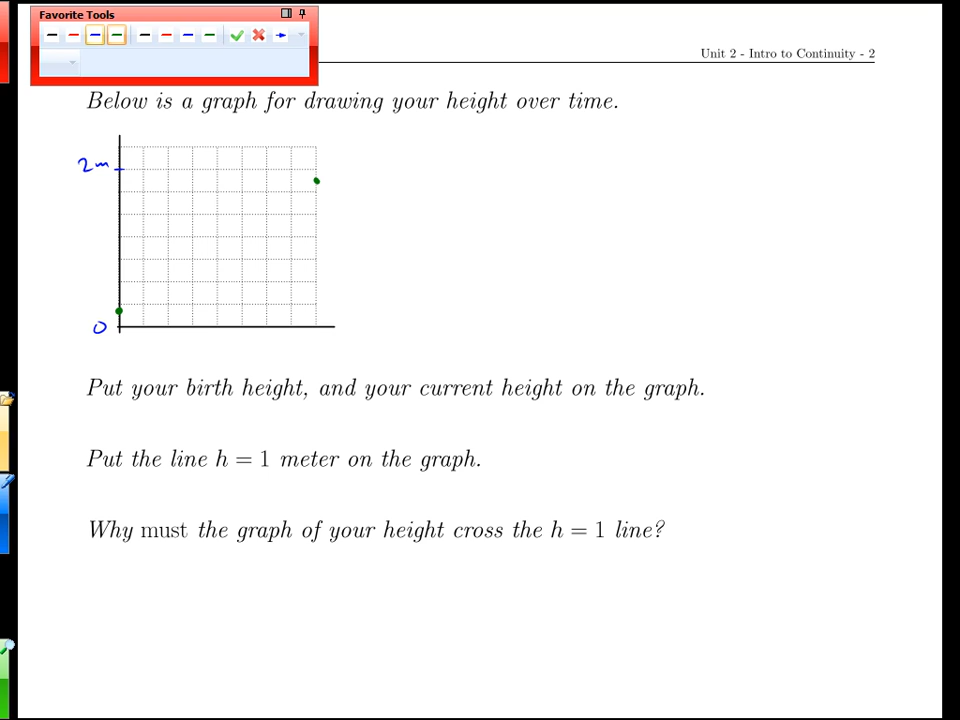 Favorite Tools
Unit 2 - Intro to Continuity - 2
Below is a graph for drawing your height over time.
2m
0
Put your birth height, and your current height on the graph.
Put the line h = 1 meter on the graph.
Why must the graph of your height cross the h = 1 line?